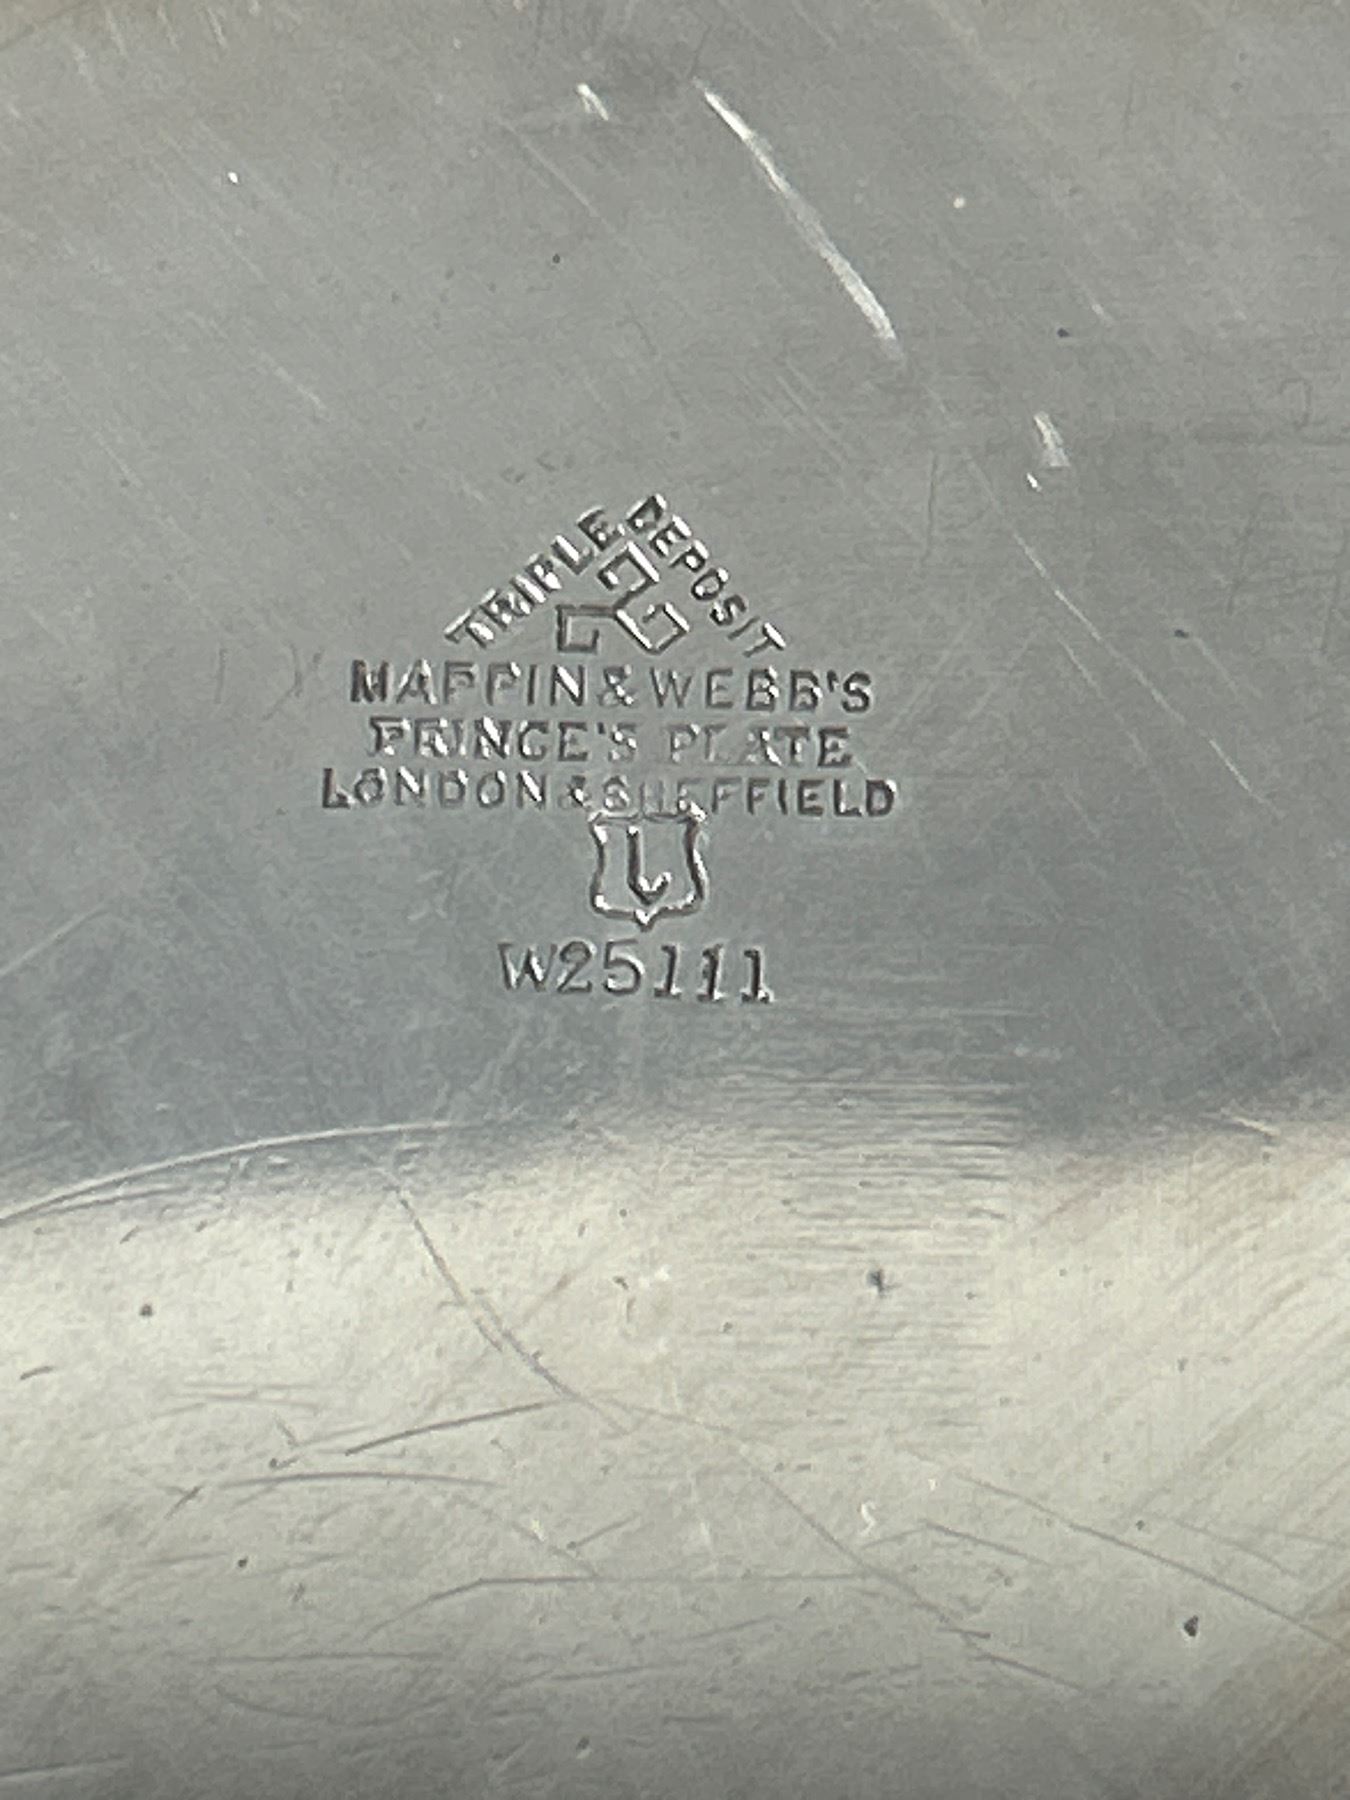 TRIPLE DEPOSIT
MAPPIN & WEBB'S
PRINCE'S PLATE
LONDON & SHEFFIELD
W25111